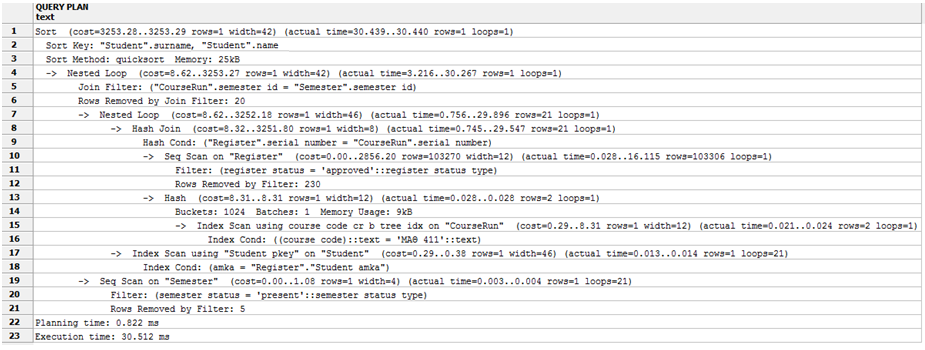 QUERY PLAN
text
1 Sort (cost=3253.28..3253.29 rows=1 width=42) (actual time=30.439..30.440 rows=1 loops=1)
2 Sort Key: "Student".surname, "Student".name
3 Sort Method: quicksort Memory: 25kB
4 -> Nested Loop (cost=8.62..3253.27 rows=1 width=42) (actual time=3.216..30.267 rows=1 loops=1)
5 Join Filter: ("CourseRun".semester id = "Semester".semester id)
6 Rows Removed by Join Filter: 20
7 -> Nested Loop (cost=8.62..3252.18 rows=1 width=46) (actual time=0.756..29.896 rows=21 loops=1)
8 -> Hash Join (cost=8.32..3251.80 rows=1 width=8) (actual time=0.745..29.547 rows=21 loops=1)
9 Hash Cond: ("Register".serial number = "CourseRun".serial number)
10 -> Seq Scan on "Register" (cost=0.00..2856.20 rows=103270 width=12) (actual time=0.028..16.115 rows=103306 loops=1)
11 Filter: (register status = 'approved'::register status type)
12 Rows Removed by Filter: 230
13 -> Hash (cost=8.31..8.31 rows=1 width=12) (actual time=0.028..0.028 rows=2 loops=1)
14 Buckets: 1024 Batches: 1 Memory Usage: 9kB
15 -> Index Scan using course code cr b tree idx on "CourseRun" (cost=0.29..8.31 rows=1 width=12) (actual time=0.021..0.024 rows=2 loops=1)
16 Index Cond: ((course code)::text = 'ΜΑΘ 411'::text)
17 -> Index Scan using "Student pkey" on "Student" (cost=0.29..0.38 rows=1 width=46) (actual time=0.013..0.014 rows=1 loops=21)
18 Index Cond: (amka = "Register"."Student amka")
19 -> Seq Scan on "Semester" (cost=0.00..1.08 rows=1 width=4) (actual time=0.003..0.004 rows=1 loops=21)
20 Filter: (semester status = 'present'::semester status type)
21 Rows Removed by Filter: 5
22 Planning time: 0.822 ms
23 Execution time: 30.512 ms